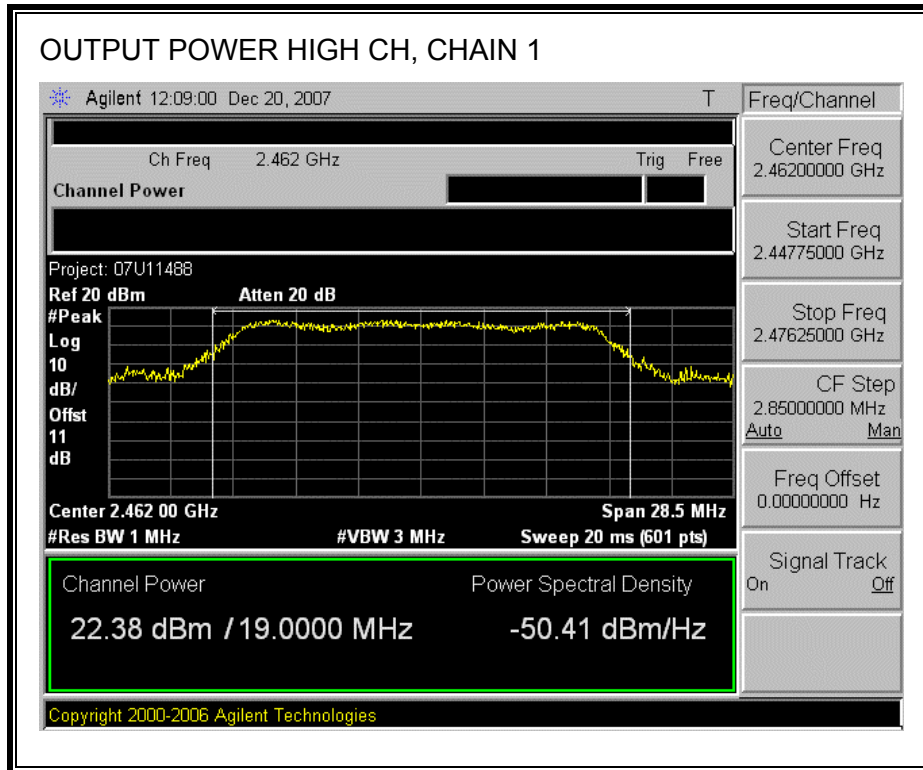 OUTPUT POWER HIGH CH, CHAIN 1
Agilent 12:09:00 Dec 20, 2007 T
Freq/Channel
Ch Freq 2.462 GHz Trig Free
Channel Power
Center Freq
2.46200000 GHz
Start Freq
2.44775000 GHz
Stop Freq
2.47625000 GHz
CF Step
2.85000000 MHz
Auto Man
Freq Offset
0.00000000 Hz
Signal Track
On Off
Project: 07U11488
Ref 20 dBm Atten 20 dB
#Peak
Log
10
dB/
Offst
11
dB
Center 2.462 00 GHz Span 28.5 MHz
#Res BW 1 MHz #VBW 3 MHz Sweep 20 ms (601 pts)
Channel Power Power Spectral Density
22.38 dBm / 19.0000 MHz -50.41 dBm/Hz
Copyright 2000-2006 Agilent Technologies